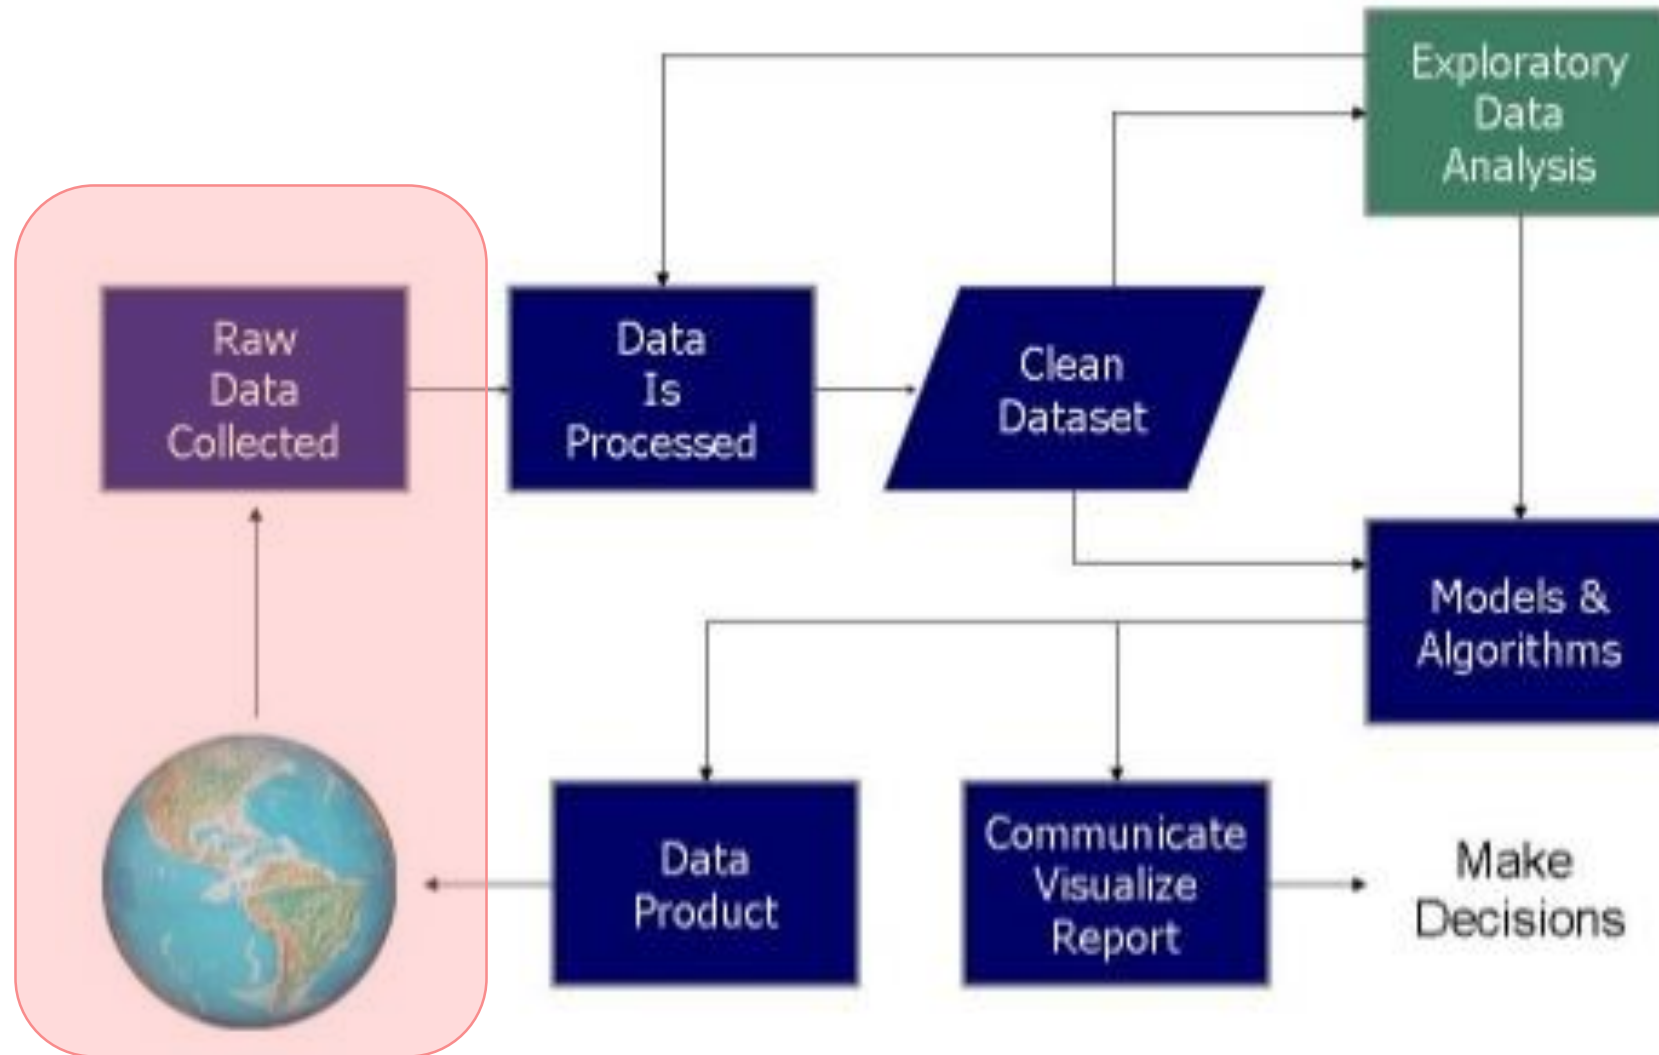 Exploratory
Data
Analysis
Raw
Data
Collected
Data
Is
Processed
Clean
Dataset
Models &
Algorithms
Data
Product
Communicate
Visualize
Report
Make
Decisions